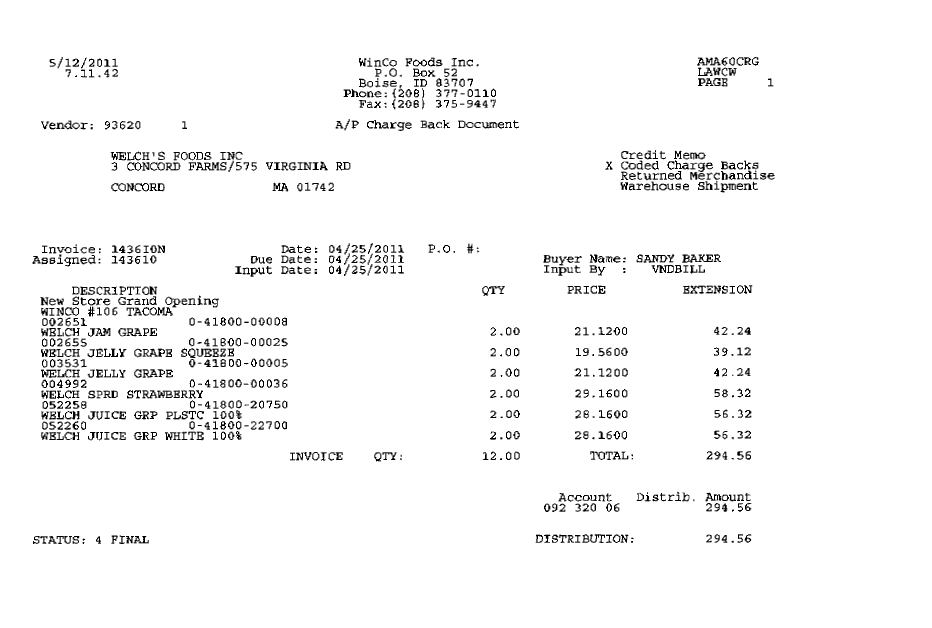 5/12/2011 WinCo Foods Inc. AMA60CRG
7.11.42 P.O. Box 52 LAWCW
Boise, ID 83707 PAGE 1
Phone:(208) 377-0110
Fax:(208) 375-9447
Vendor: 93620 1 A/P Charge Back Document
WELCH'S FOODS INC Credit Memo
3 CONCORD FARMS/575 VIRGINIA RD X Coded Charge Backs
Returned Merchandise
CONCORD MA 01742 Warehouse Shipment
Invoice: 143610N Date: 04/25/2011 P.O. #:
Assigned: 143610 Due Date: 04/25/2011 Buyer Name: SANDY BAKER
Input Date: 04/25/2011 Input By : VNDBILL
DESCRIPTION QTY PRICE EXTENSION
New Store Grand Opening
WINCO #106 TACOMA
002651 0-41800-00008
WELCH JAM GRAPE 2.00 21.1200 42.24
002655 0-41800-00025
WELCH JELLY GRAPE SQUEEZE 2.00 19.5600 39.12
003531 0-41800-00005
WELCH JELLY GRAPE 2.00 21.1200 42.24
004992 0-41800-00036
WELCH SPRD STRAWBERRY 2.00 29.1600 58.32
052258 0-41800-20750
WELCH JUICE GRP PLSTC 100% 2.00 28.1600 56.32
052260 0-41800-22700
WELCH JUICE GRP WHITE 100% 2.00 28.1600 56.32
INVOICE QTY: 12.00 TOTAL: 294.56
Account Distrib. Amount
092 320 06 294.56
STATUS: 4 FINAL DISTRIBUTION: 294.56